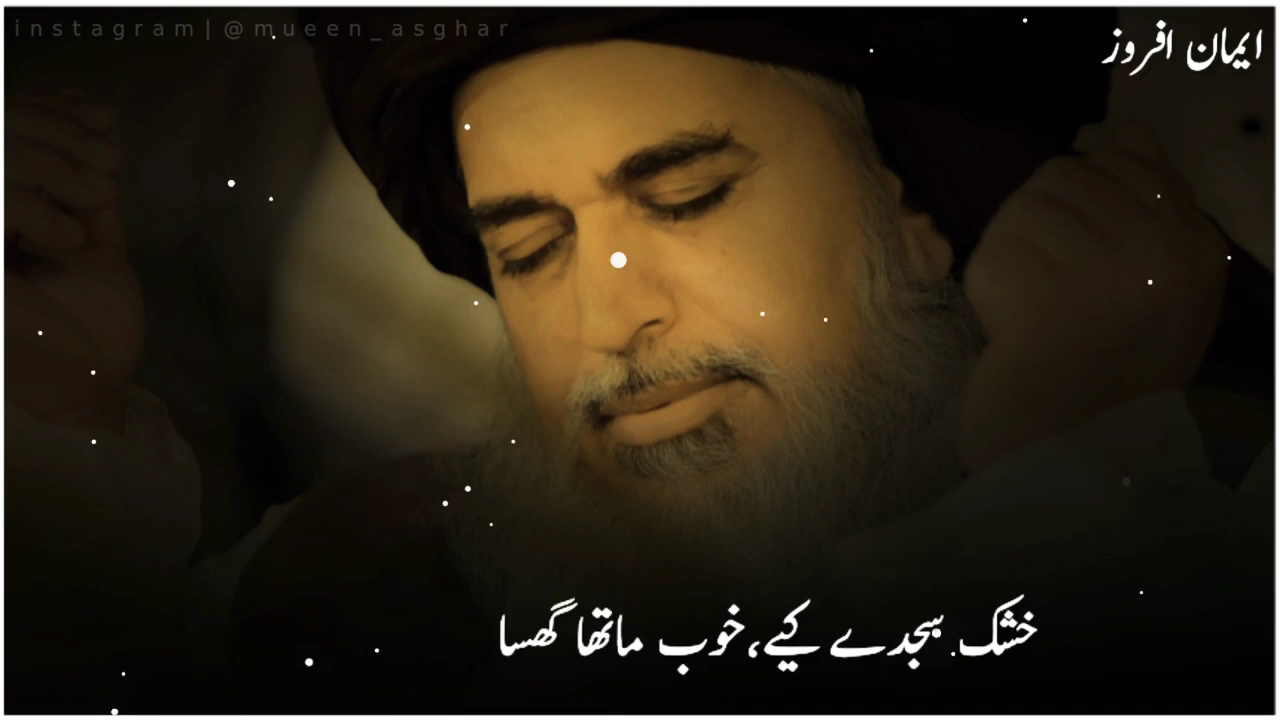 instagram|@mueen_asghar
ایمان افروز
خشک سجدے کیے، خوب ماتھا گھسا